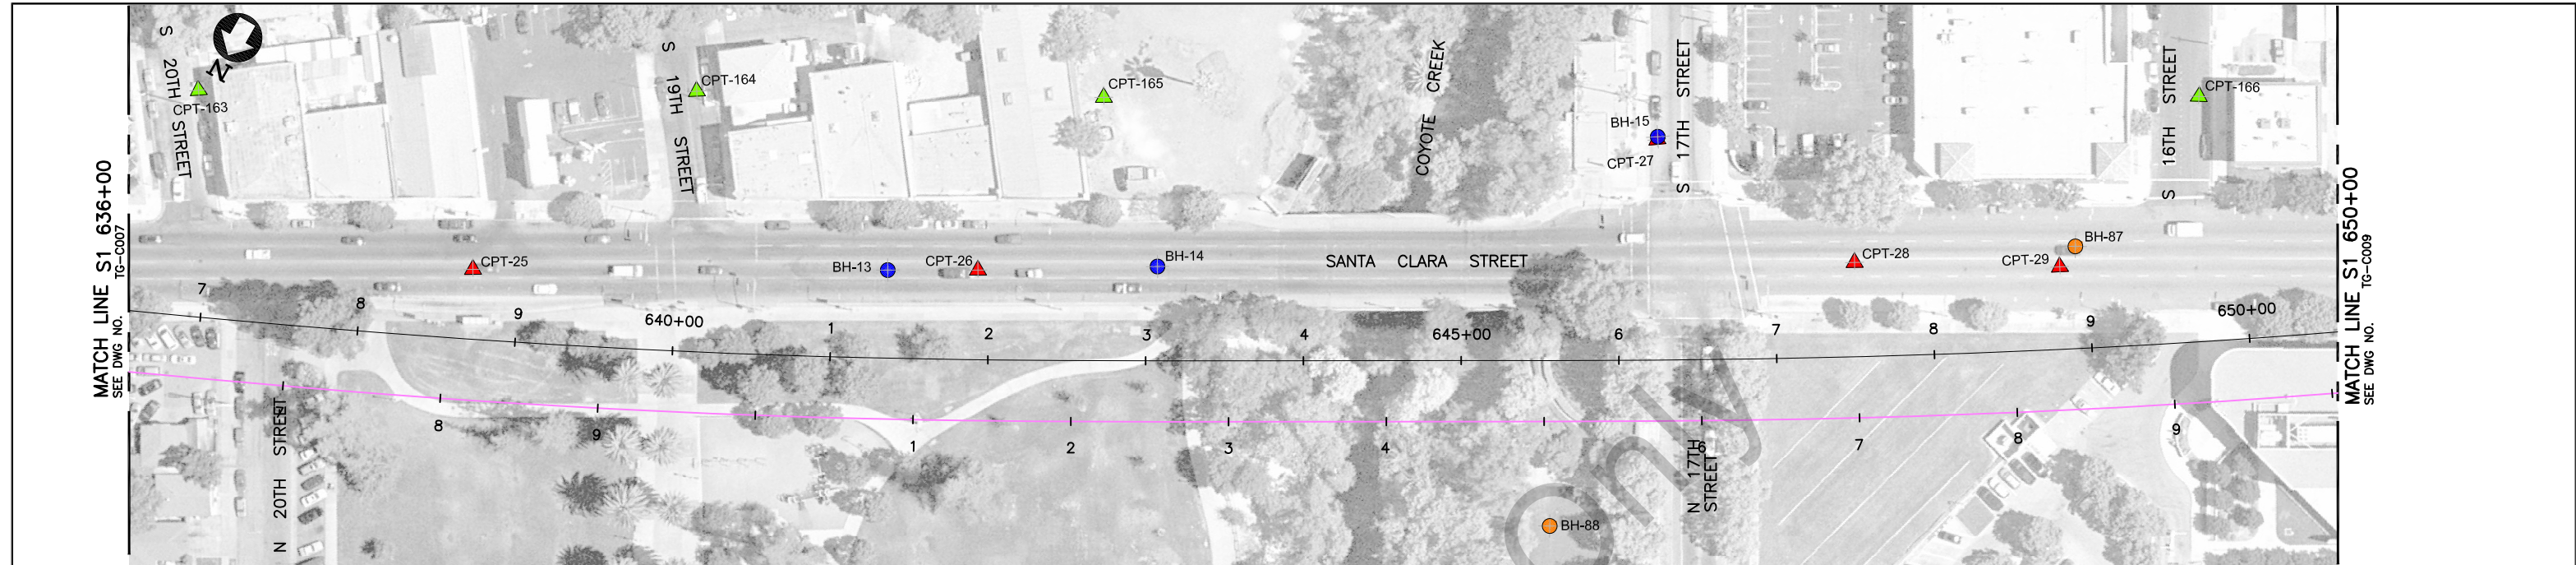 N
S 20TH STREET
CPT-163
S 19TH STREET
CPT-164
CPT-165
COYOTE CREEK
BH-15
CPT-27
S 17TH STREET
S 16TH STREET
CPT-166
MATCH LINE S1 636+00
SEE DWG NO. TG-C007
CPT-25
BH-13
CPT-26
BH-14
SANTA CLARA STREET
CPT-28
CPT-29
BH-87
MATCH LINE S1 650+00
SEE DWG NO. TG-C009
7
8
9
640+00
1
2
3
4
645+00
6
7
8
9
650+00
8
9
1
2
3
4
6
7
8
9
N 20TH STREET
N 17TH
STREET
BH-88
Only